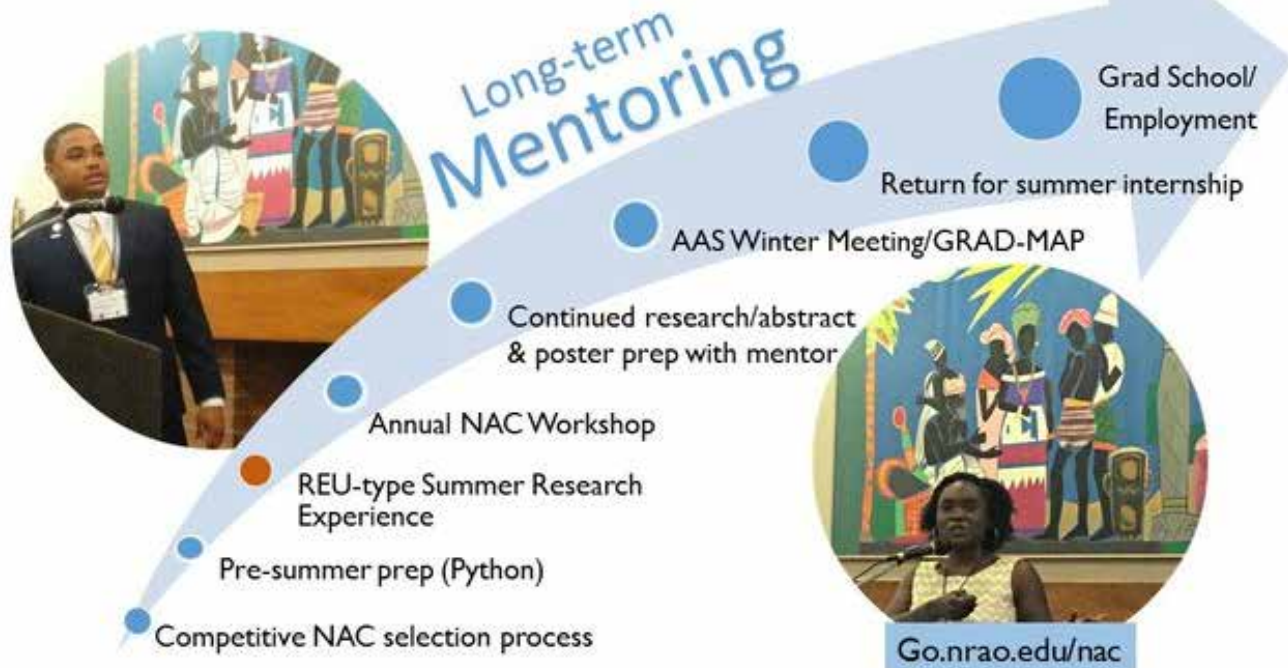 Long-term
Mentoring
Grad School/
Employment
Return for summer internship
AAS Winter Meeting/GRAD-MAP
Continued research/abstract
& poster prep with mentor
Annual NAC Workshop
REU-type Summer Research
Experience
Pre-summer prep (Python)
Competitive NAC selection process
Go.nrao.edu/nac